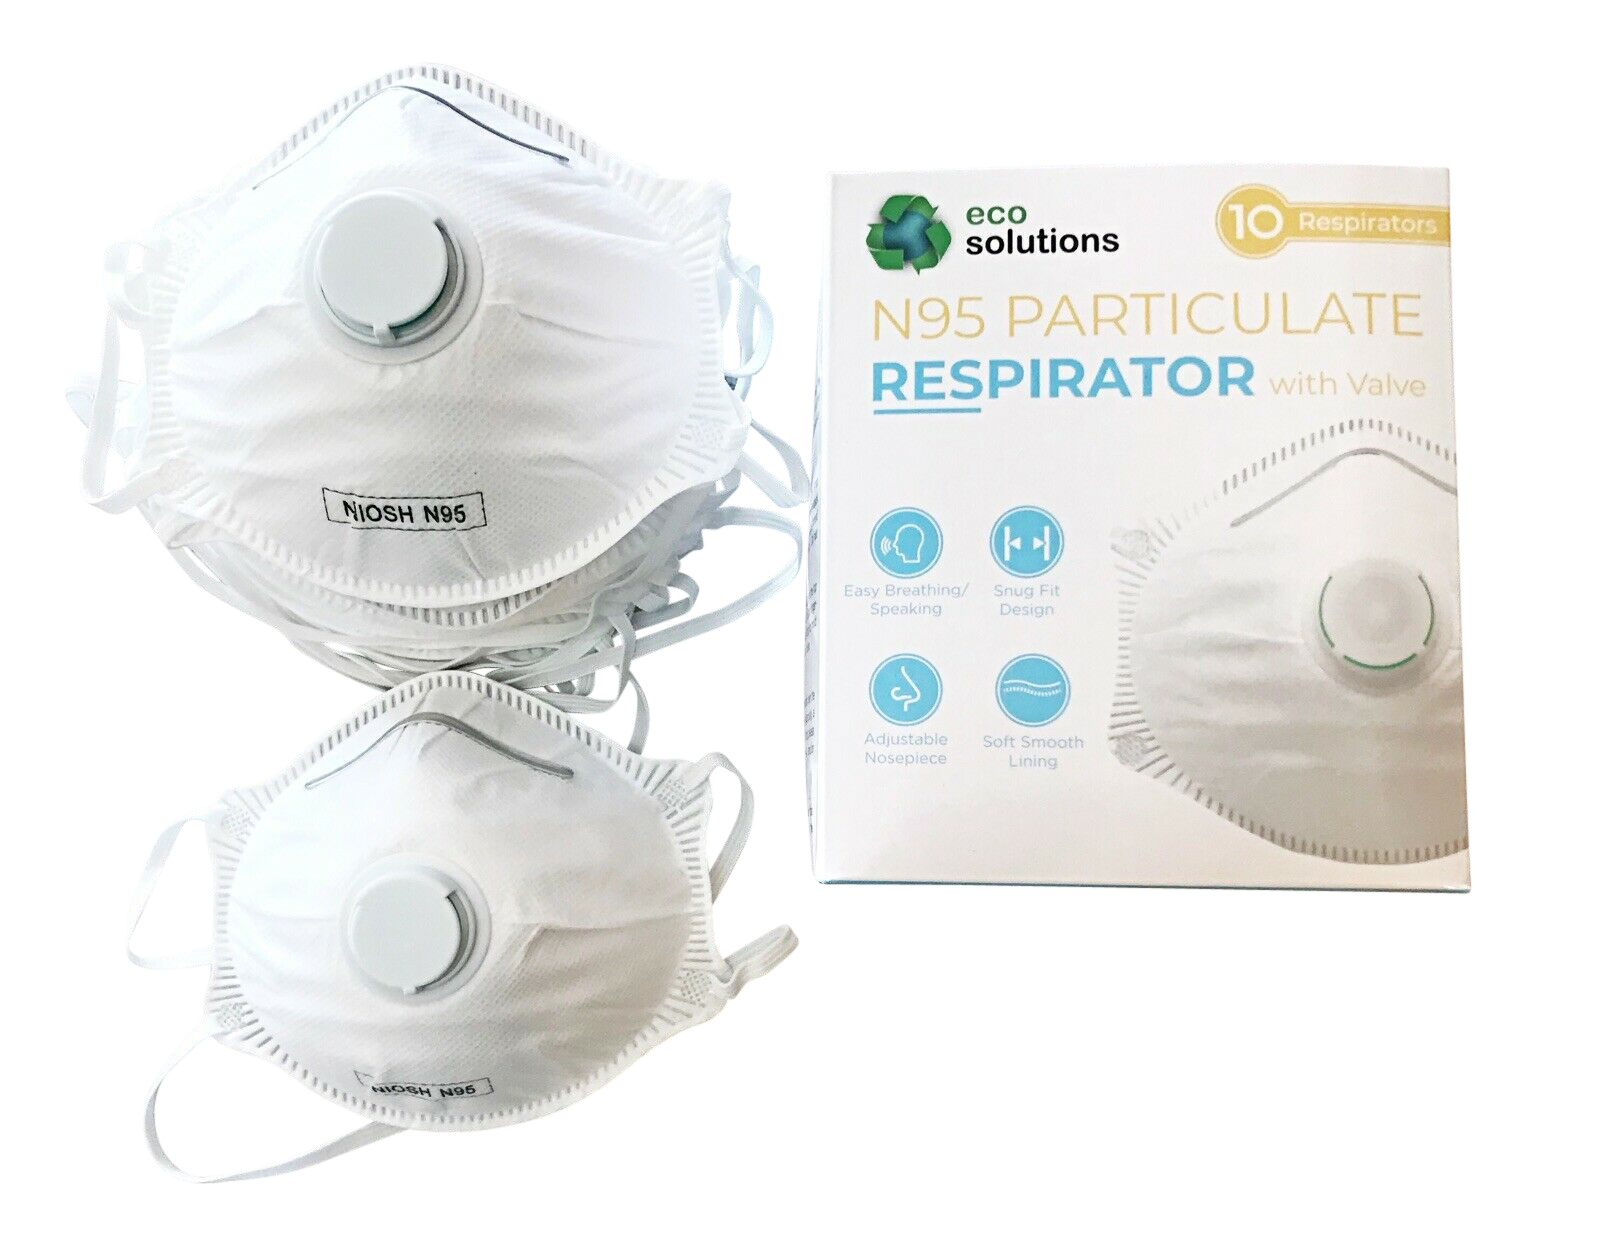 NIOSH N95
NIOSH N95
eco
solutions
10 Respirators
N95 PARTICULATE
RESPIRATOR with Valve
Easy Breathing/
Speaking
Snug Fit
Design
Adjustable
Nosepiece
Soft Smooth
Lining